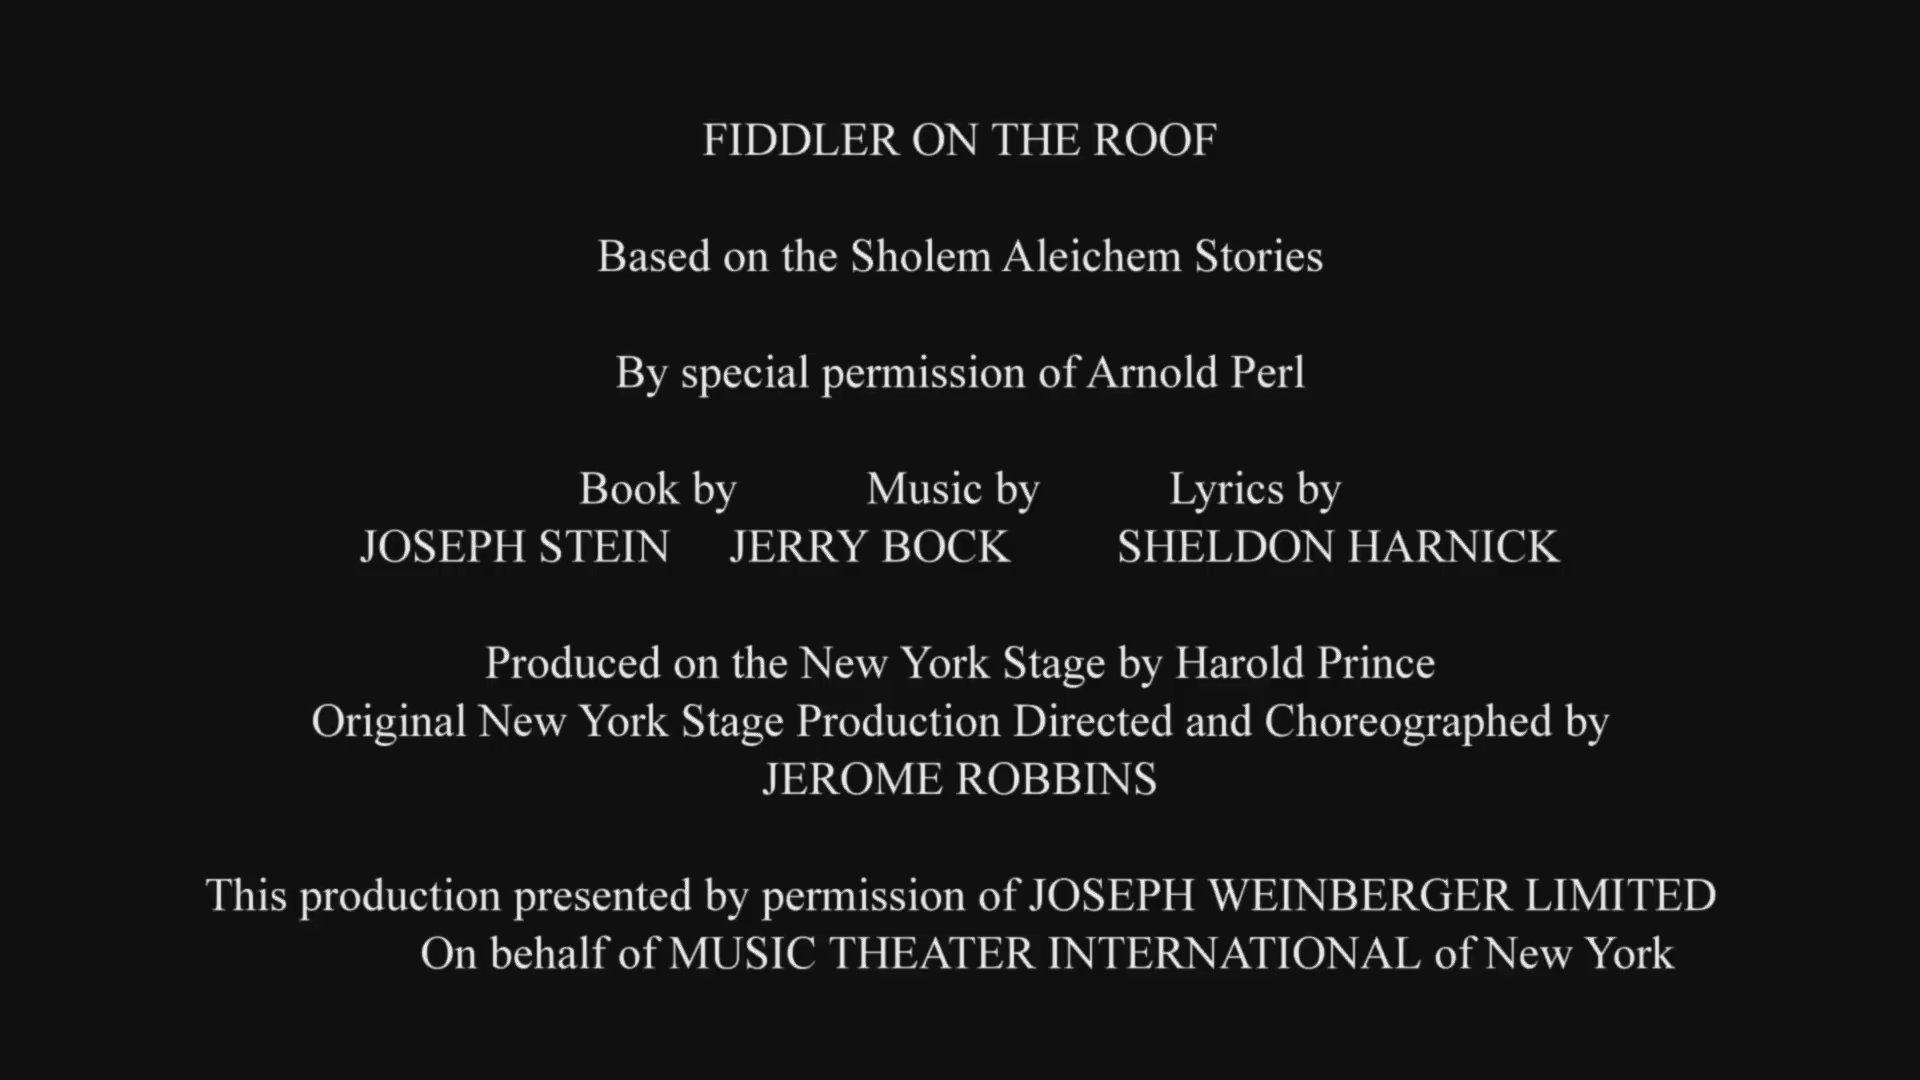 FIDDLER ON THE ROOF
Based on the Sholem Aleichem Stories
By special permission of Arnold Perl
Book by Music by Lyrics by
JOSEPH STEIN JERRY BOCK SHELDON HARNICK
Produced on the New York Stage by Harold Prince
Original New York Stage Production Directed and Choreographed by
JEROME ROBBINS
This production presented by permission of JOSEPH WEINBERGER LIMITED
On behalf of MUSIC THEATER INTERNATIONAL of New York